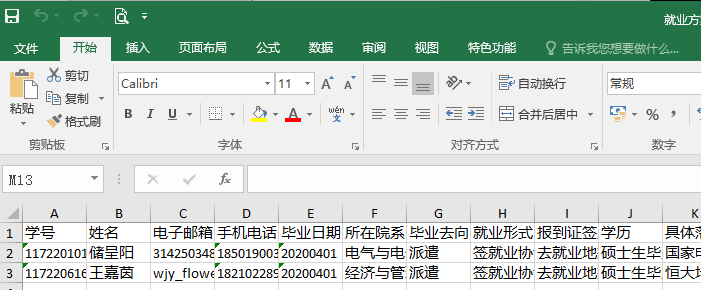 就业方
文件 开始 插入 页面布局 公式 数据 审阅 视图 特色功能 告诉我您想要做什么...
剪切
复制
格式刷
粘贴
剪贴板
Calibri 11 A A
B I U A wén
字体
自动换行
合并后居中
对齐方式
常规
%
数字
M13 fx
A B C D E F G H I J K
1 学号 姓名 电子邮箱 手机电话 毕业日期 所在院系 毕业去向 就业形式 报到证签 学历 具体落
2 117220101 储呈阳 314250348 185019003 20200401 电气与电 派遣 签就业协 去就业地 硕士生毕 国家电
3 117220616 王嘉茵 wjy_flowe 182102289 20200401 经济与管 派遣 签就业协 去就业地 硕士生毕 恒大地